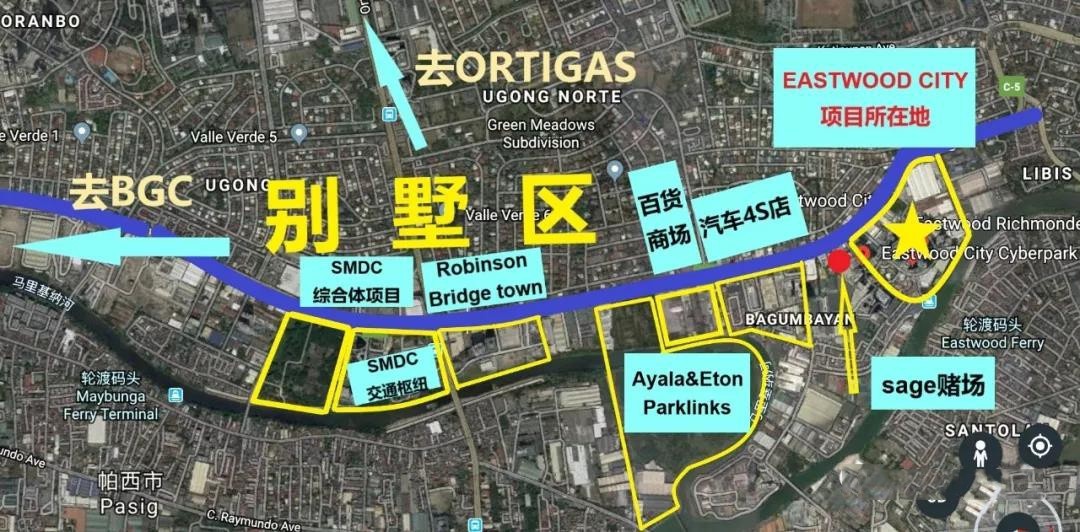 ORANBO
去ORTIGAS
UGONG NORTE
Green Meadows
Subdivision
EASTWOOD CITY
项目所在地
C-5
e Verde 1
Valle Verde 5
LIBIS
去BGC
UGONG
别墅区
Valle Verde 6
百货
商场
汽车4S店
twood Cit
Eastwood Richmonde
Eastwood City Cyberpark
SMDC
综合体项目
Robinson
Bridge town
马里基纳河
BAGUMBAYAN
轮渡码头
Eastwood Ferry
SMDC
交通枢纽
轮渡码头
Maybunga
Ferry Terminal
Ayala&Eton
Parklinks
sage赌场
SANTOLA
undo Ave
帕西市
Pasig
C. Raymundo Ave